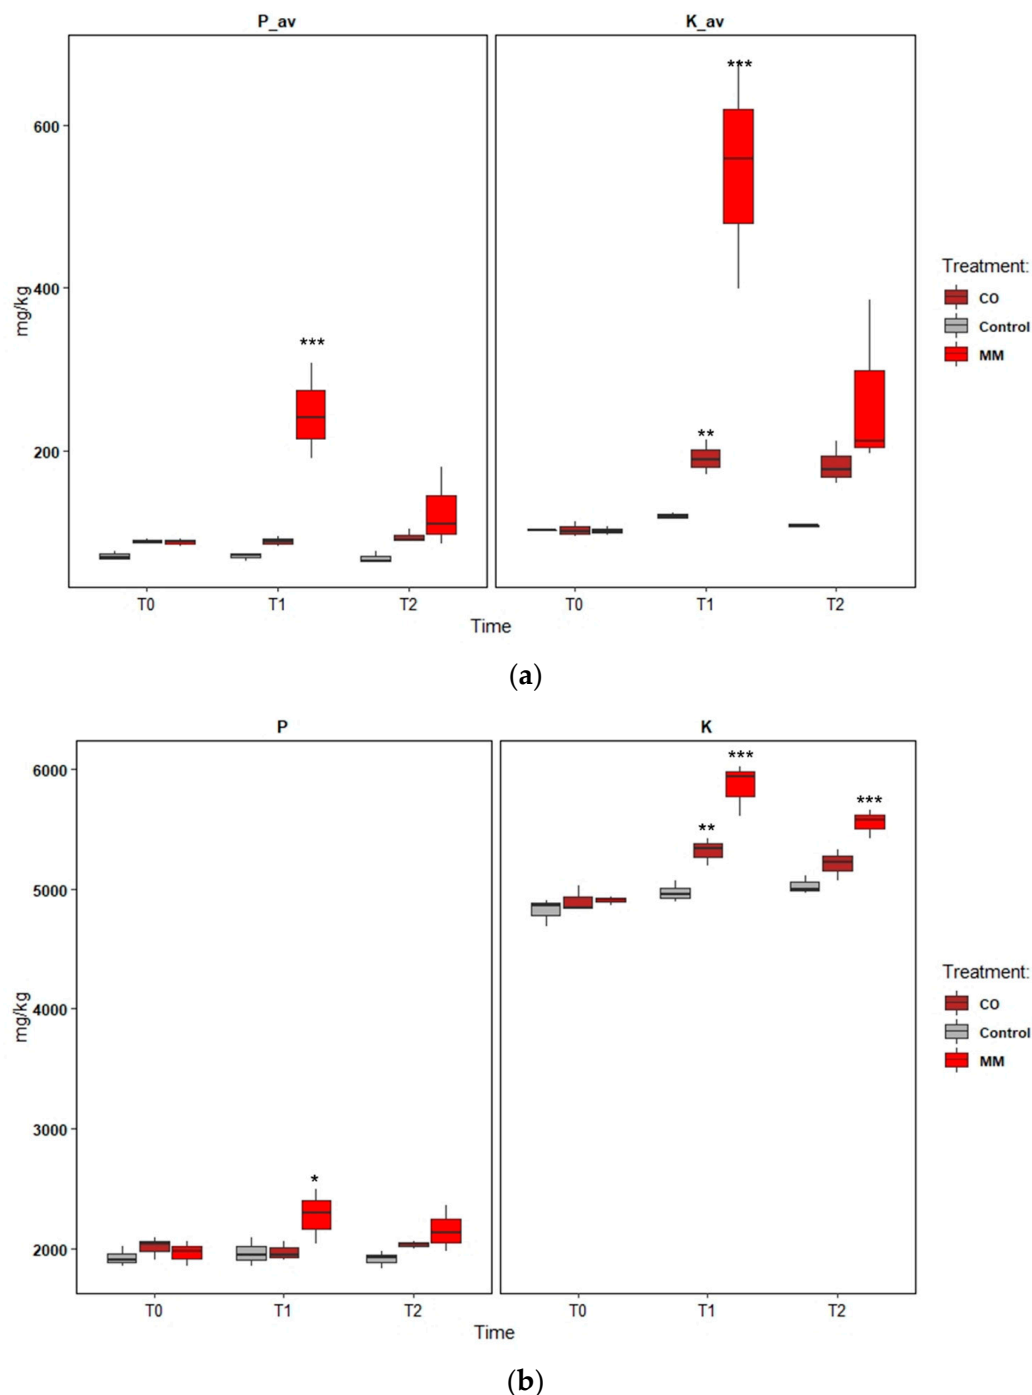 P_av
K_av
***
600
Treatment:
400
CO
mg/kg
Control
***
MM
**
200
T0
T1
T2
T0
T1
T2
Time
(a)
P
K
***
6000
***
**
5000
Treatment:
CO
4000
mg/kg
Control
MM
3000
*
2000
T0
T1
T2
T0
T1
T2
Time
(b)